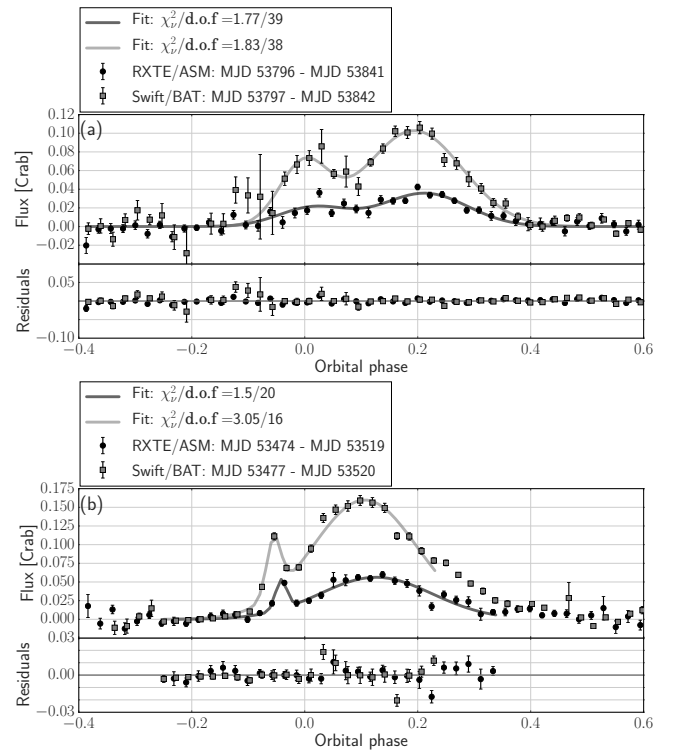 Fit: χ²ν/d.o.f =1.77/39
Fit: χ²ν/d.o.f =1.83/38
RXTE/ASM: MJD 53796 - MJD 53841
Swift/BAT: MJD 53797 - MJD 53842
(a)
Flux [Crab]
0.12
0.10
0.08
0.06
0.04
0.02
0.00
−0.02
Residuals
0.05
−0.10
−0.4 −0.2 0.0 0.2 0.4 0.6
Orbital phase
Fit: χ²ν/d.o.f =1.5/20
Fit: χ²ν/d.o.f =3.05/16
RXTE/ASM: MJD 53474 - MJD 53519
Swift/BAT: MJD 53477 - MJD 53520
(b)
Flux [Crab]
0.175
0.150
0.125
0.100
0.075
0.050
0.025
0.000
0.03
Residuals
0.00
−0.03
−0.4 −0.2 0.0 0.2 0.4 0.6
Orbital phase